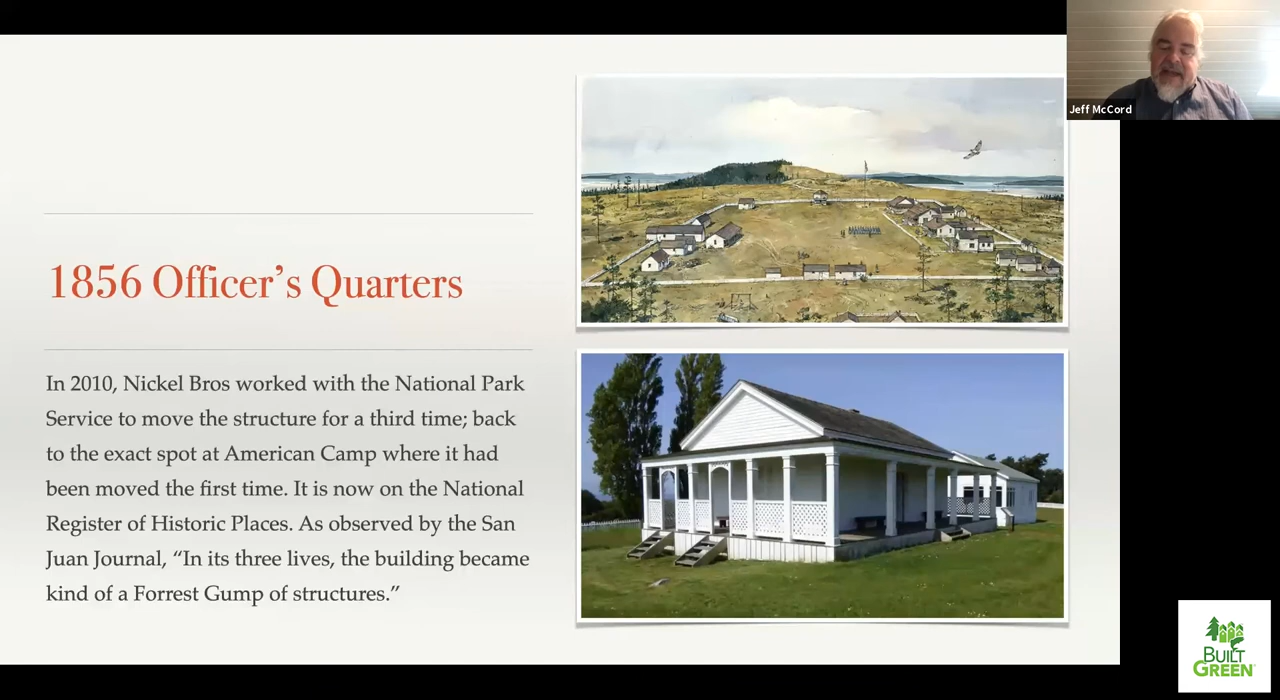 Jeff McCord
1856 Officer’s Quarters
In 2010, Nickel Bros worked with the National Park
Service to move the structure for a third time; back
to the exact spot at American Camp where it had
been moved the first time. It is now on the National
Register of Historic Places. As observed by the San
Juan Journal, “In its three lives, the building became
kind of a Forrest Gump of structures.”
BUILT
GREEN